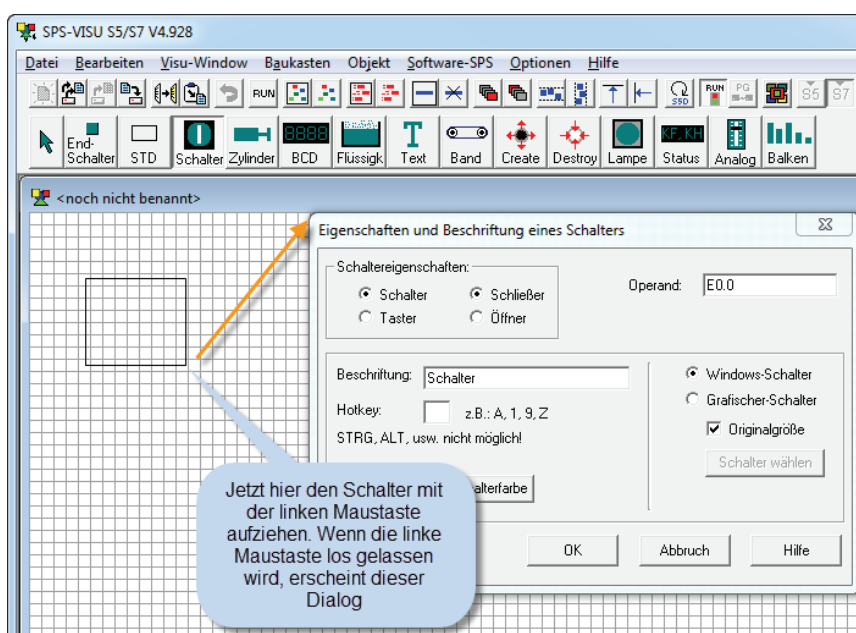 SPS-VISU S5/S7 V4.928
Datei Bearbeiten Visu-Window Baukasten Objekt Software-SPS Optionen Hilfe
RUN S5D RUN PG S5 S7
End-
Schalter STD Schalter Zylinder BCD Flüssigk Text Band Create Destroy Lampe Status Analog Balken
8888 KF, KH
<noch nicht benannt>
Eigenschaften und Beschriftung eines Schalters
Schaltereigenschaften:
Schalter Schließer
Taster Öffner
Operand: E0.0
Beschriftung: Schalter
Hotkey: z.B.: A, 1, 9, Z
STRG, ALT, usw. nicht möglich!
alterfarbe
Windows-Schalter
Grafischer-Schalter
Originalgröße
Schalter wählen
OK Abbruch Hilfe
Jetzt hier den Schalter mit
der linken Maustaste
aufziehen. Wenn die linke
Maustaste los gelassen
wird, erscheint dieser
Dialog